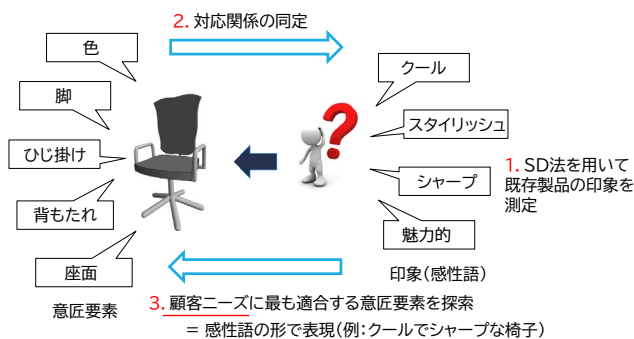 2. 対応関係の同定
色
脚
ひじ掛け
背もたれ
座面
意匠要素
クール
スタイリッシュ
シャープ
魅力的
印象(感性語)
1. SD法を用いて
既存製品の印象を
測定
3. 顧客ニーズに最も適合する意匠要素を探索
= 感性語の形で表現(例:クールでシャープな椅子)